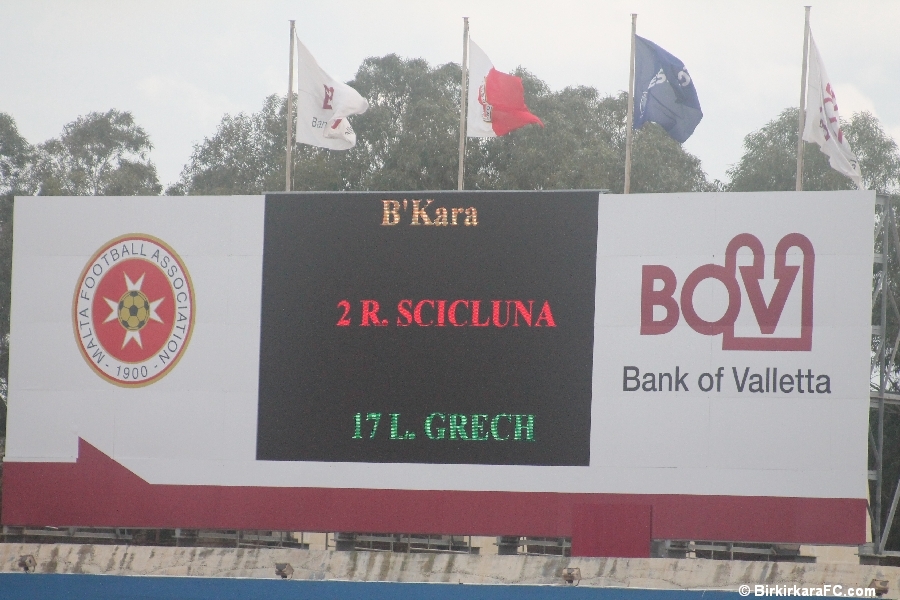 B'Kara
MALTA FOOTBALL ASSOCIATION
- 1900 -
2 R. SCICLUNA
17 L. GRECH
BOV
Bank of Valletta
© BirkirkaraFC.com